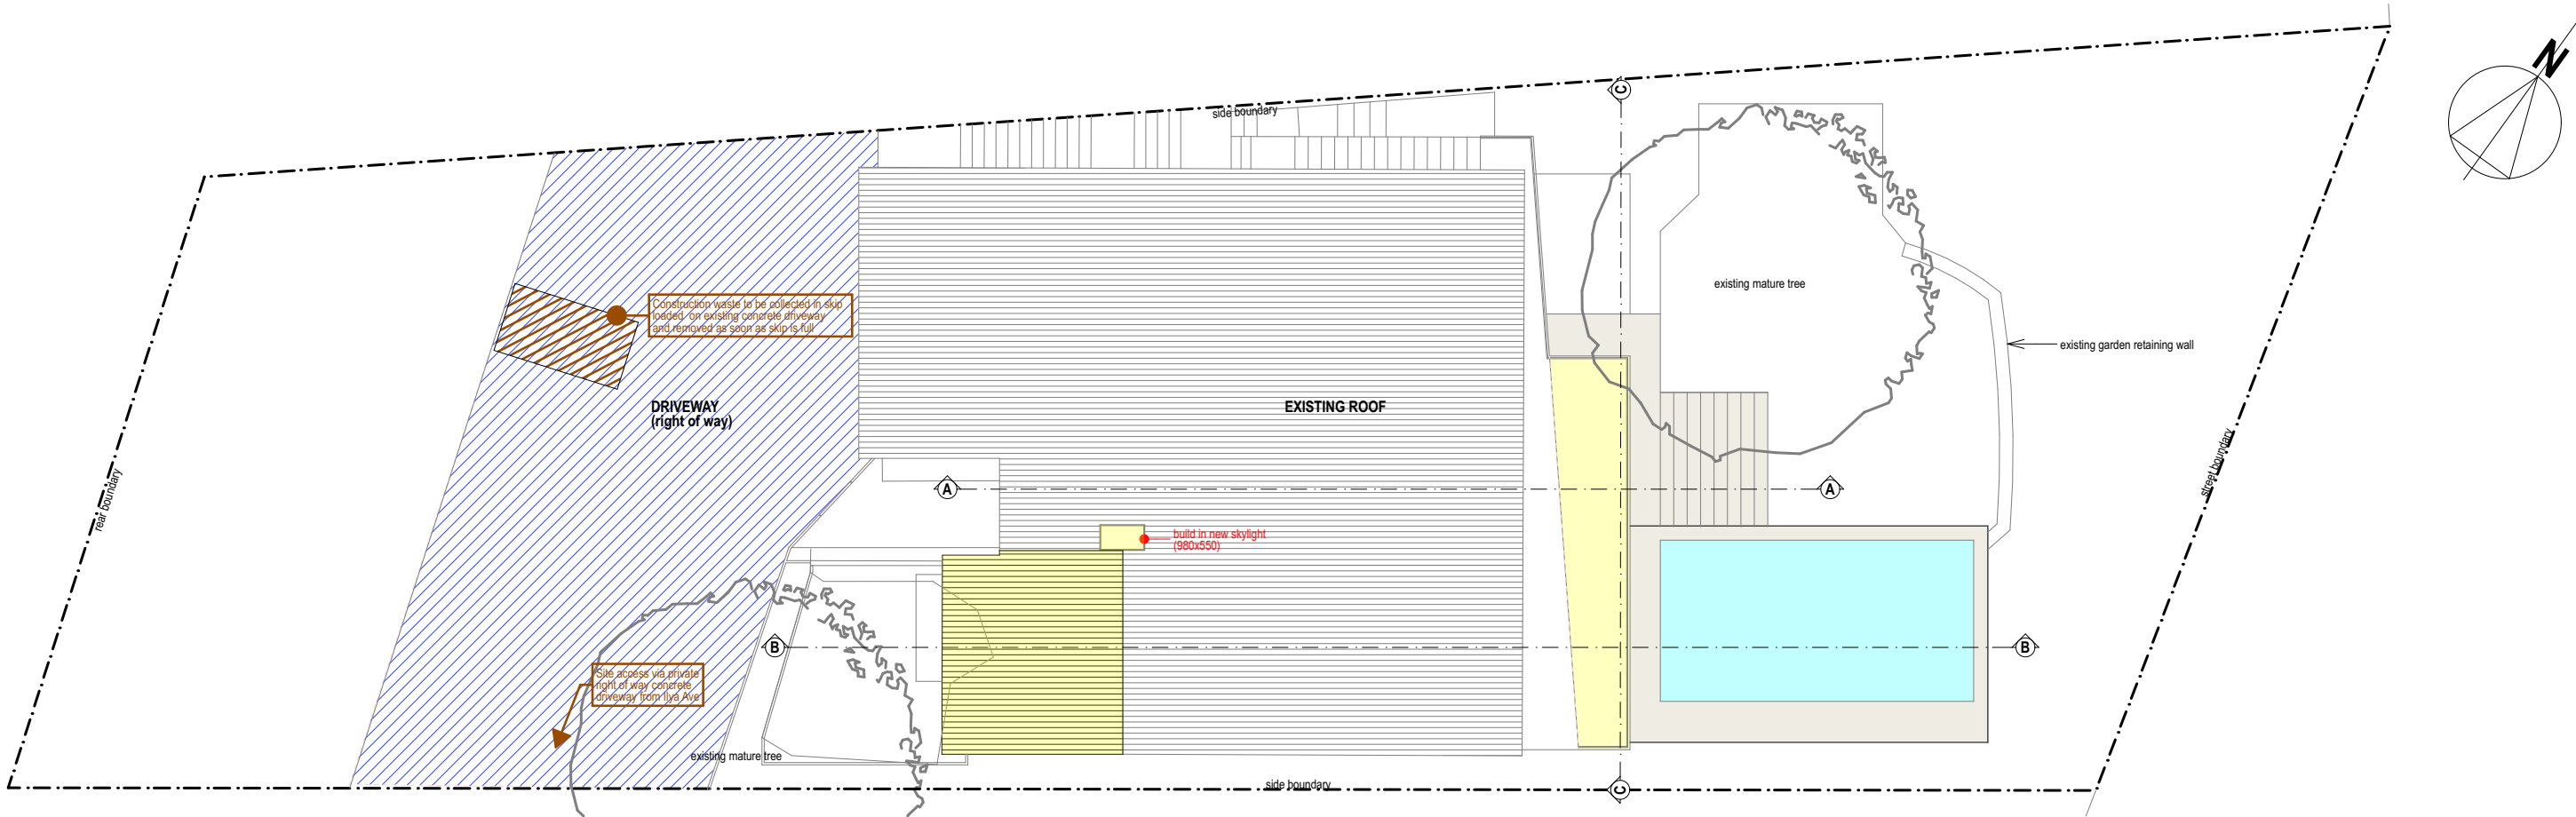 N
side boundary
C
existing mature tree
Construction waste to be collected in skip
loaded on existing concrete driveway
and removed as soon as skip is full
existing garden retaining wall
DRIVEWAY
(right of way)
EXISTING ROOF
rear boundary
street boundary
A
A
build in new skylight
(980x550)
B
B
Site access via private
right of way concrete
driveway from Ilya Ave
existing mature tree
side boundary
C